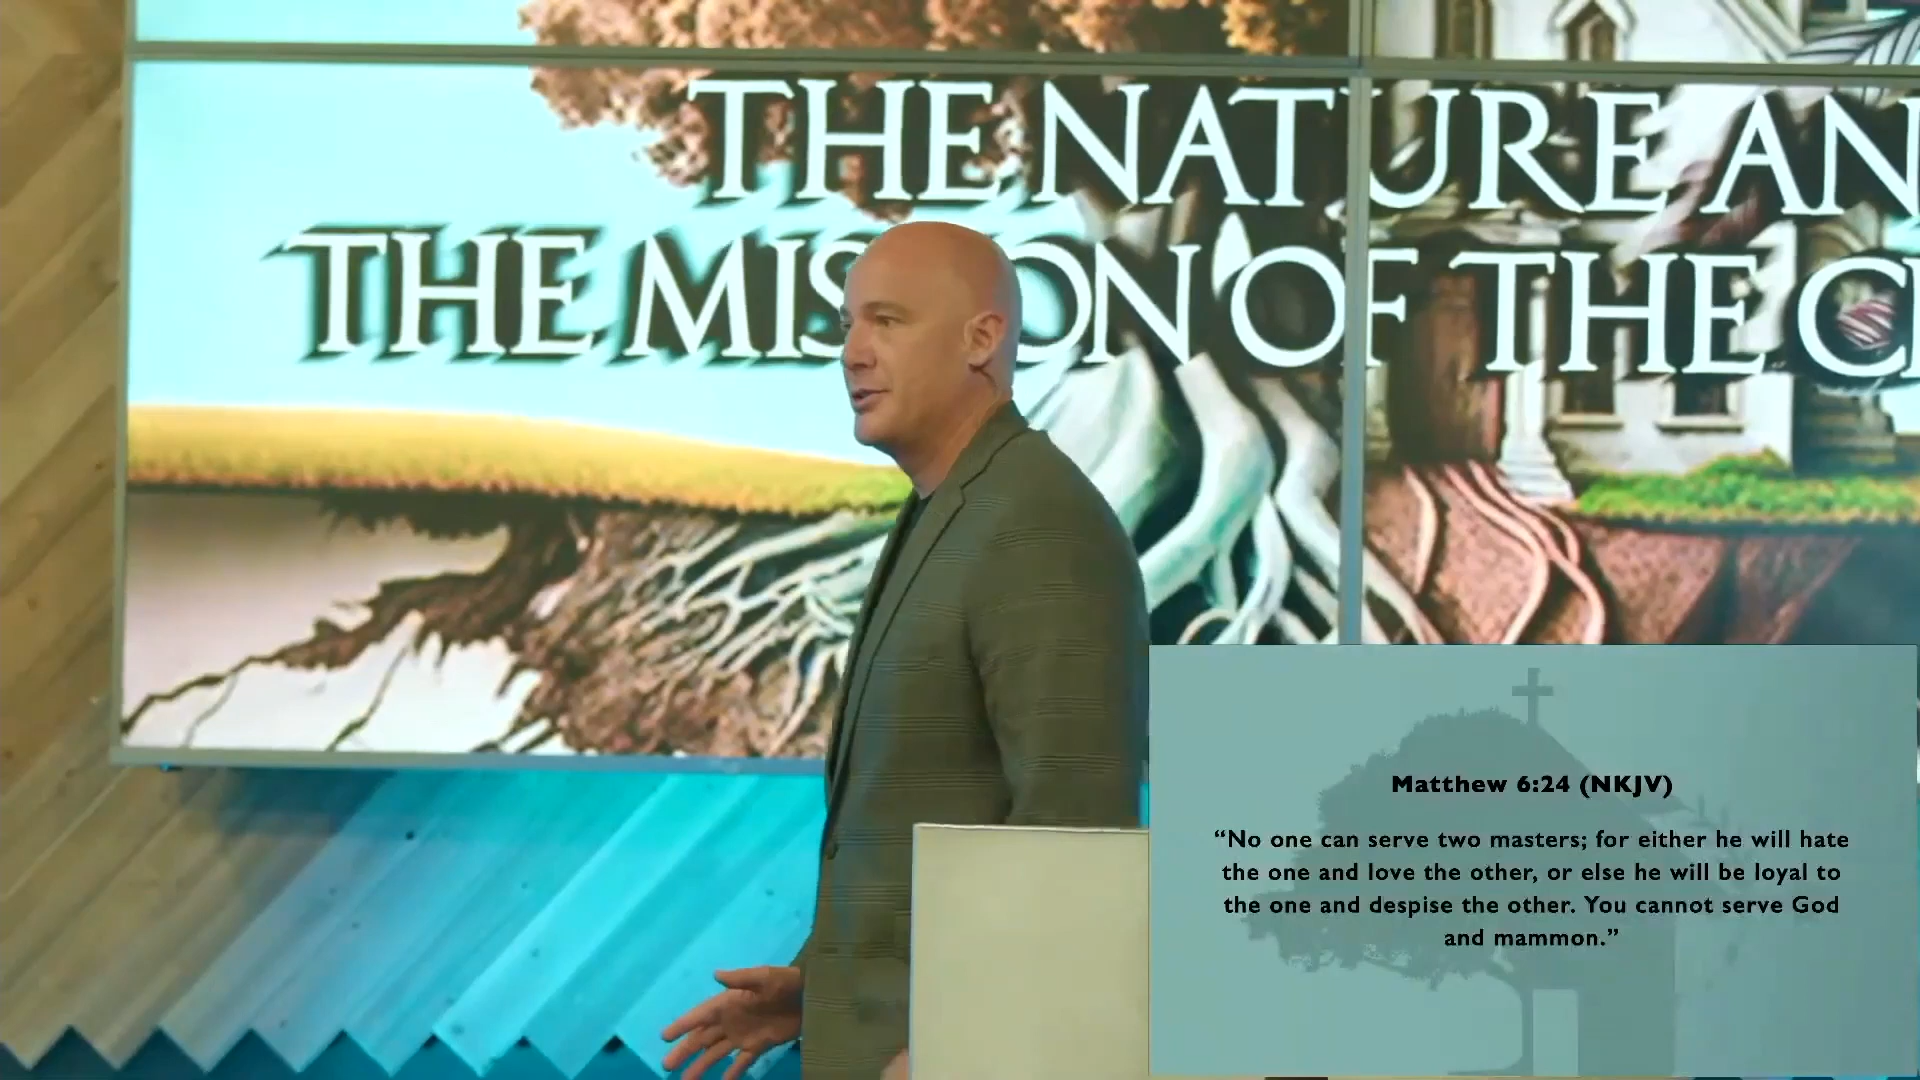 THE NATURE AN
THE MISSION OF THE C
Matthew 6:24 (NKJV)
“No one can serve two masters; for either he will hate
the one and love the other, or else he will be loyal to
the one and despise the other. You cannot serve God
and mammon.”